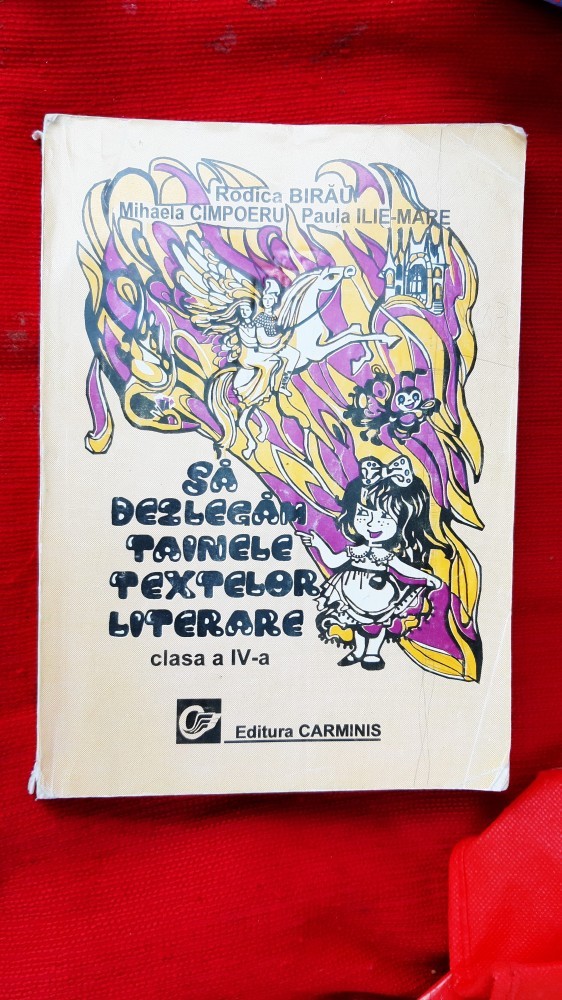 Rodica BIRĂU
Mihaela CIMPOERU Paula ILIE-MARE
SĂ
DEZLEGĂM
TAINELE
TEXTELOR
LITERARE
clasa a IV-a
Editura CARMINIS